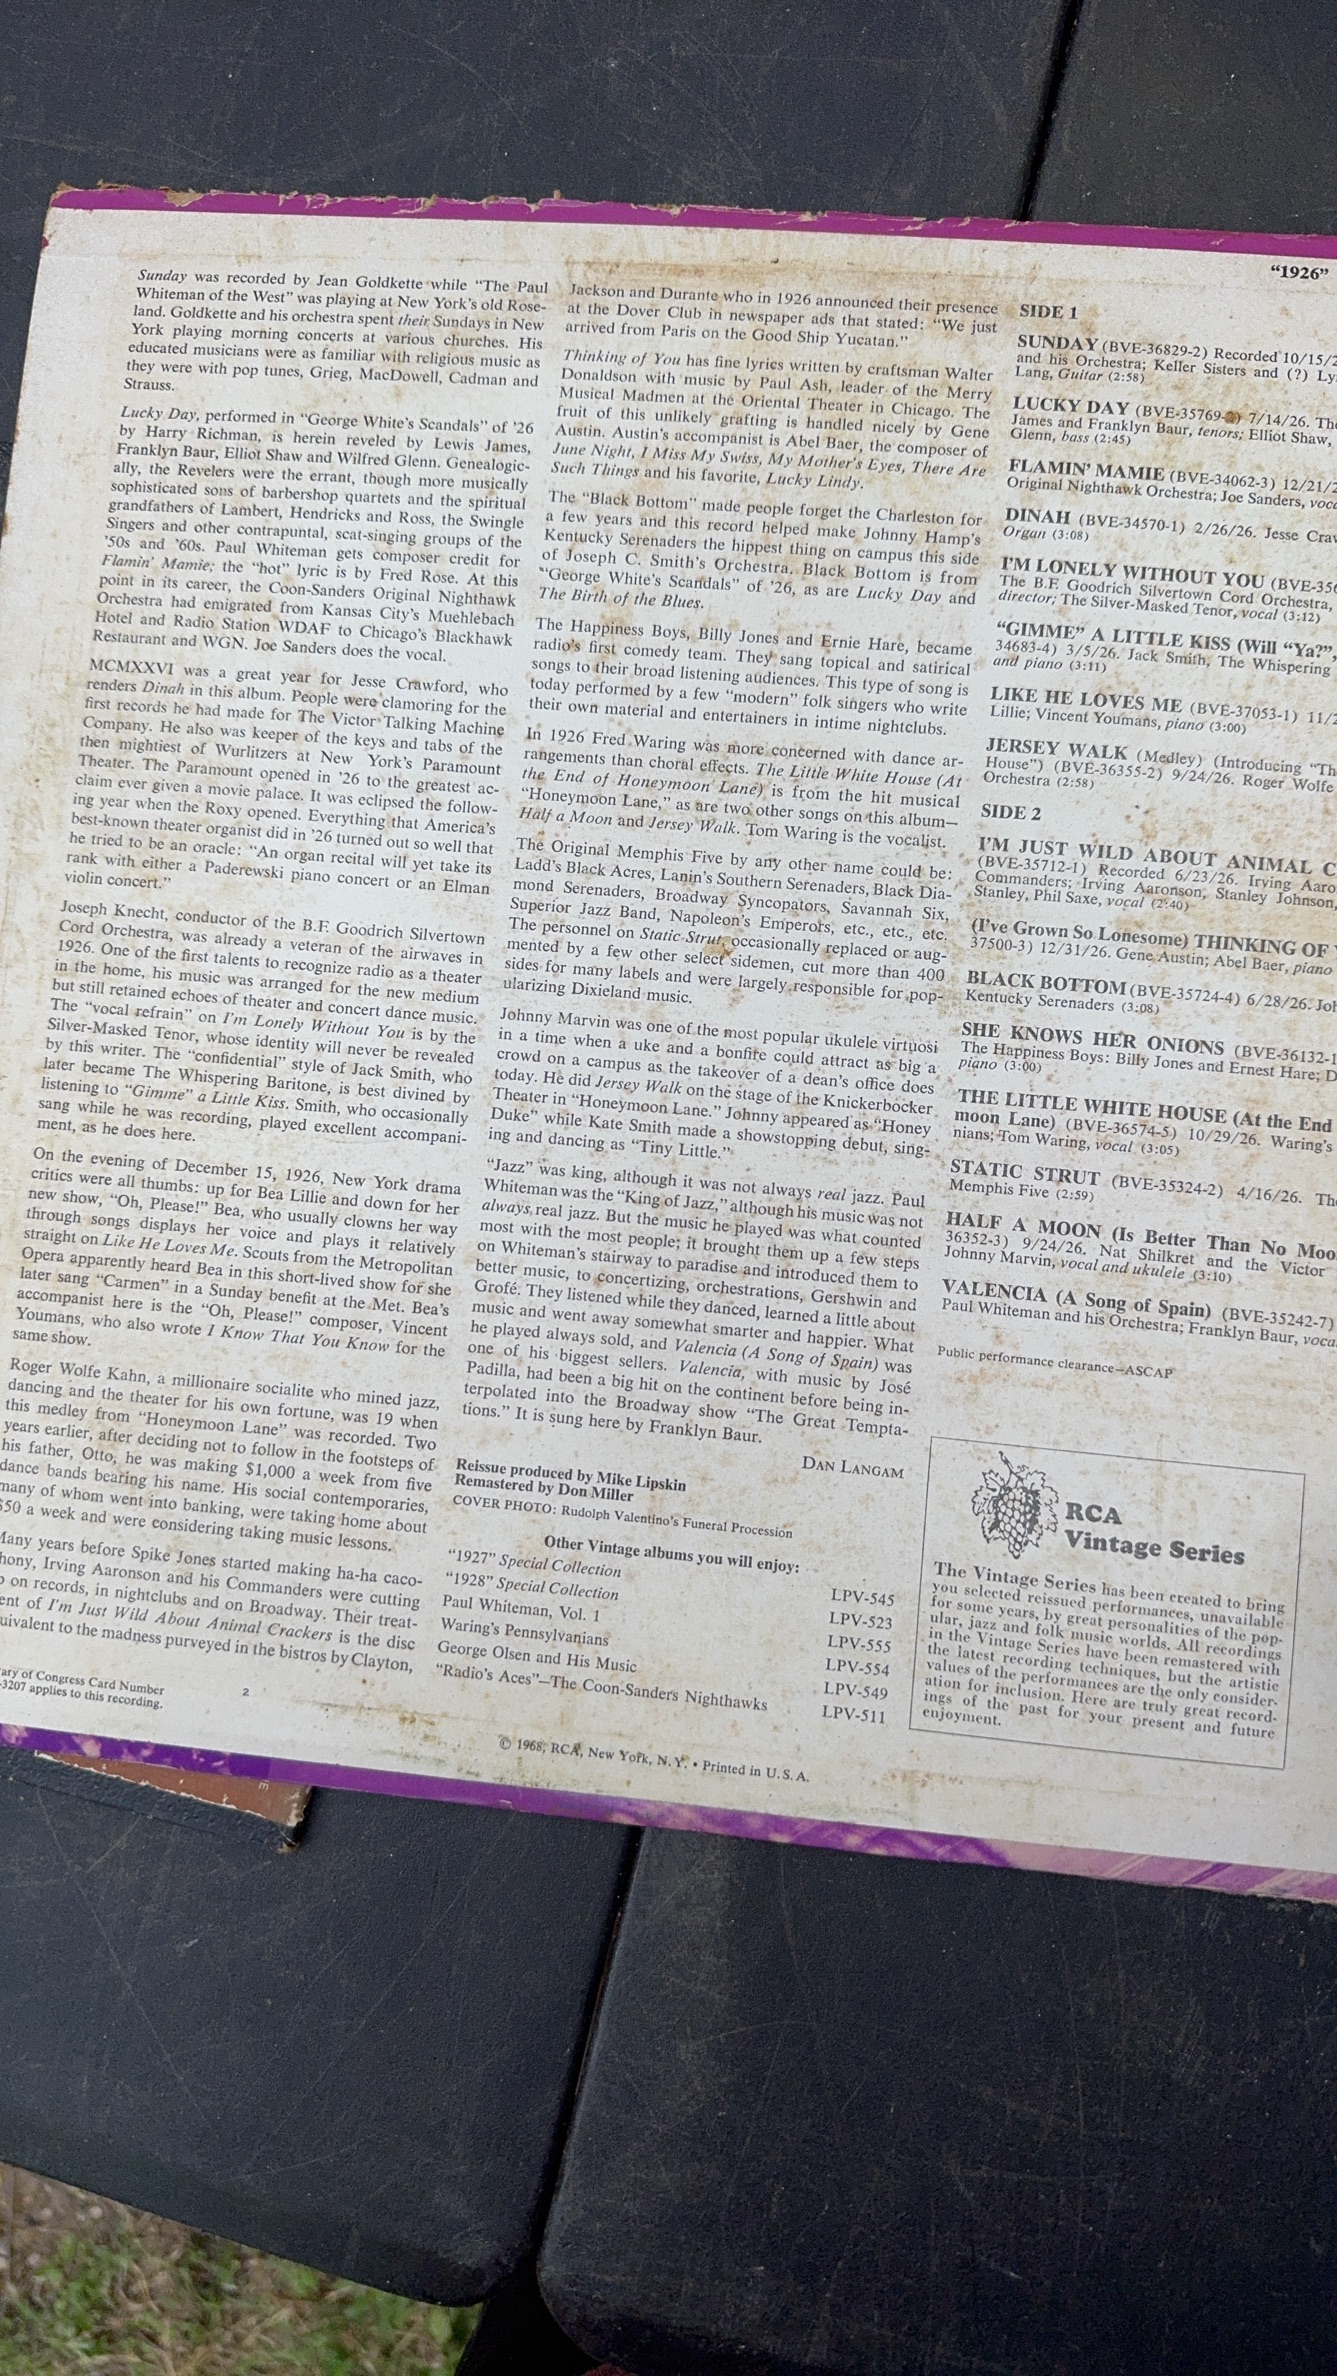 Sunday was recorded by Jean Goldkette while “The Paul
Whiteman of the West” was playing at New York’s old Rose-
land. Goldkette and his orchestra spent their Sundays in New
York playing morning concerts at various churches. His
educated musicians were as familiar with religious music as
they were with pop tunes, Grieg, MacDowell, Cadman and
Strauss.
Lucky Day, performed in “George White’s Scandals” of ’26
by Harry Richman, is herein reveled by Lewis James,
Franklyn Baur, Elliot Shaw and Wilfred Glenn. Genealogic-
ally, the Revelers were the errant, though more musically
sophisticated sons of barbershop quartets and the spiritual
grandfathers of Lambert, Hendricks and Ross, the Swingle
Singers and other contrapuntal, scat-singing groups of the
’50s and ’60s. Paul Whiteman gets composer credit for
Flamin’ Mamie; the “hot” lyric is by Fred Rose. At this
point in its career, the Coon-Sanders Original Nighthawk
Orchestra had emigrated from Kansas City’s Muehlebach
Hotel and Radio Station WDAF to Chicago’s Blackhawk
Restaurant and WGN. Joe Sanders does the vocal.
MCMXXVI was a great year for Jesse Crawford, who
renders Dinah in this album. People were clamoring for the
first records he had made for The Victor Talking Machine
Company. He also was keeper of the keys and tabs of the
then mightiest of Wurlitzers at New York’s Paramount
Theater. The Paramount opened in ’26 to the greatest ac-
claim ever given a movie palace. It was eclipsed the follow-
ing year when the Roxy opened. Everything that America’s
best-known theater organist did in ’26 turned out so well that
he tried to be an oracle: “An organ recital will yet take its
rank with either a Paderewski piano concert or an Elman
violin concert.”
Joseph Knecht, conductor of the B.F. Goodrich Silvertown
Cord Orchestra, was already a veteran of the airwaves in
1926. One of the first talents to recognize radio as a theater
in the home, his music was arranged for the new medium
but still retained echoes of theater and concert dance music.
The “vocal refrain” on I’m Lonely Without You is by the
Silver-Masked Tenor, whose identity will never be revealed
by this writer. The “confidential” style of Jack Smith, who
later became The Whispering Baritone, is best divined by
listening to “Gimme” a Little Kiss. Smith, who occasionally
sang while he was recording, played excellent accompani-
ment, as he does here.
On the evening of December 15, 1926, New York drama
critics were all thumbs: up for Bea Lillie and down for her
new show, “Oh, Please!” Bea, who usually clowns her way
through songs displays her voice and plays it relatively
straight on Like He Loves Me. Scouts from the Metropolitan
Opera apparently heard Bea in this short-lived show for she
later sang “Carmen” in a Sunday benefit at the Met. Bea’s
accompanist here is the “Oh, Please!” composer, Vincent
Youmans, who also wrote I Know That You Know for the
same show.
Roger Wolfe Kahn, a millionaire socialite who mined jazz,
dancing and the theater for his own fortune, was 19 when
this medley from “Honeymoon Lane” was recorded. Two
years earlier, after deciding not to follow in the footsteps of
his father, Otto, he was making $1,000 a week from five
dance bands bearing his name. His social contemporaries,
many of whom went into banking, were taking home about
$50 a week and were considering taking music lessons.
Many years before Spike Jones started making ha-ha caco-
hony, Irving Aaronson and his Commanders were cutting
on records, in nightclubs and on Broadway. Their treat-
ent of I’m Just Wild About Animal Crackers is the disc
uivalent to the madness purveyed in the bistros by Clayton,
ary of Congress Card Number
-3207 applies to this recording.
2
Jackson and Durante who in 1926 announced their presence
at the Dover Club in newspaper ads that stated: “We just
arrived from Paris on the Good Ship Yucatan.”
Thinking of You has fine lyrics written by craftsman Walter
Donaldson with music by Paul Ash, leader of the Merry
Musical Madmen at the Oriental Theater in Chicago. The
fruit of this unlikely grafting is handled nicely by Gene
Austin. Austin’s accompanist is Abel Baer, the composer of
June Night, I Miss My Swiss, My Mother’s Eyes, There Are
Such Things and his favorite, Lucky Lindy.
The “Black Bottom” made people forget the Charleston for
a few years and this record helped make Johnny Hamp’s
Kentucky Serenaders the hippest thing on campus this side
of Joseph C. Smith’s Orchestra. Black Bottom is from
“George White’s Scandals” of ’26, as are Lucky Day and
The Birth of the Blues.
The Happiness Boys, Billy Jones and Ernie Hare, became
radio’s first comedy team. They sang topical and satirical
songs to their broad listening audiences. This type of song is
today performed by a few “modern” folk singers who write
their own material and entertainers in intime nightclubs.
In 1926 Fred Waring was more concerned with dance ar-
rangements than choral effects. The Little White House (At
the End of Honeymoon Lane) is from the hit musical
“Honeymoon Lane,” as are two other songs on this album—
Half a Moon and Jersey Walk. Tom Waring is the vocalist.
The Original Memphis Five by any other name could be:
Ladd’s Black Acres, Lanin’s Southern Serenaders, Black Dia-
mond Serenaders, Broadway Syncopators, Savannah Six,
Superior Jazz Band, Napoleon’s Emperors, etc., etc., etc.
The personnel on Static Strut, occasionally replaced or aug-
mented by a few other select sidemen, cut more than 400
sides for many labels and were largely responsible for pop-
ularizing Dixieland music.
Johnny Marvin was one of the most popular ukulele virtuosi
in a time when a uke and a bonfire could attract as big a
crowd on a campus as the takeover of a dean’s office does
today. He did Jersey Walk on the stage of the Knickerbocker
Theater in “Honeymoon Lane.” Johnny appeared as “Honey
Duke” while Kate Smith made a showstopping debut, sing-
ing and dancing as “Tiny Little.”
“Jazz” was king, although it was not always real jazz. Paul
Whiteman was the “King of Jazz,” although his music was not
always real jazz. But the music he played was what counted
most with the most people; it brought them up a few steps
on Whiteman’s stairway to paradise and introduced them to
better music, to concertizing, orchestrations, Gershwin and
Grofé. They listened while they danced, learned a little about
music and went away somewhat smarter and happier. What
he played always sold, and Valencia (A Song of Spain) was
one of his biggest sellers. Valencia, with music by José
Padilla, had been a big hit on the continent before being in-
terpolated into the Broadway show “The Great Tempta-
tions.” It is sung here by Franklyn Baur.
DAN LANGAM
Reissue produced by Mike Lipskin
Remastered by Don Miller
COVER PHOTO: Rudolph Valentino’s Funeral Procession
Other Vintage albums you will enjoy:
“1927” Special Collection LPV-545
“1928” Special Collection LPV-523
Paul Whiteman, Vol. 1 LPV-555
Waring’s Pennsylvanians LPV-554
George Olsen and His Music LPV-549
“Radio’s Aces”—The Coon-Sanders Nighthawks LPV-511
© 1968, RCA, New York, N.Y. • Printed in U.S.A.
“1926”
SIDE 1
SUNDAY (BVE-36829-2) Recorded 10/15/2
and his Orchestra; Keller Sisters and (?) Ly
Lang, Guitar (2:58)
LUCKY DAY (BVE-35769-) 7/14/26. The
James and Franklyn Baur, tenors; Elliot Shaw,
Glenn, bass (2:45)
FLAMIN’ MAMIE (BVE-34062-3) 12/21/2
Original Nighthawk Orchestra; Joe Sanders, voca
DINAH (BVE-34570-1) 2/26/26. Jesse Craw
Organ (3:08)
I’M LONELY WITHOUT YOU (BVE-356
The B.F. Goodrich Silvertown Cord Orchestra,
director; The Silver-Masked Tenor, vocal (3:12)
“GIMME” A LITTLE KISS (Will “Ya?”,
34683-4) 3/5/26. Jack Smith, The Whispering
and piano (3:11)
LIKE HE LOVES ME (BVE-37053-1) 11/2
Lillie; Vincent Youmans, piano (3:00)
JERSEY WALK (Medley) (Introducing “Th
House”) (BVE-36355-2) 9/24/26. Roger Wolfe
Orchestra (2:58)
SIDE 2
I’M JUST WILD ABOUT ANIMAL C
(BVE-35712-1) Recorded 6/23/26. Irving Aaro
Commanders; Irving Aaronson, Stanley Johnson,
Stanley, Phil Saxe, vocal (2:40)
(I’ve Grown So Lonesome) THINKING OF Y
37500-3) 12/31/26. Gene Austin; Abel Baer, piano
BLACK BOTTOM (BVE-35724-4) 6/28/26. Joh
Kentucky Serenaders (3:08)
SHE KNOWS HER ONIONS (BVE-36132-1
The Happiness Boys: Billy Jones and Ernest Hare; D
piano (3:00)
THE LITTLE WHITE HOUSE (At the End
moon Lane) (BVE-36574-5) 10/29/26. Waring’s
nians; Tom Waring, vocal (3:05)
STATIC STRUT (BVE-35324-2) 4/16/26. The
Memphis Five (2:59)
HALF A MOON (Is Better Than No Moo
36352-3) 9/24/26. Nat Shilkret and the Victor
Johnny Marvin, vocal and ukulele (3:10)
VALENCIA (A Song of Spain) (BVE-35242-7)
Paul Whiteman and his Orchestra; Franklyn Baur, voca
Public performance clearance—ASCAP
RCA
Vintage Series
The Vintage Series has been created to bring
you selected reissued performances, unavailable
for some years, by great personalities of the pop-
ular, jazz and folk music worlds. All recordings
in the Vintage Series have been remastered with
the latest recording techniques, but the artistic
values of the performances are the only consider-
ation for inclusion. Here are truly great record-
ings of the past for your present and future
enjoyment.